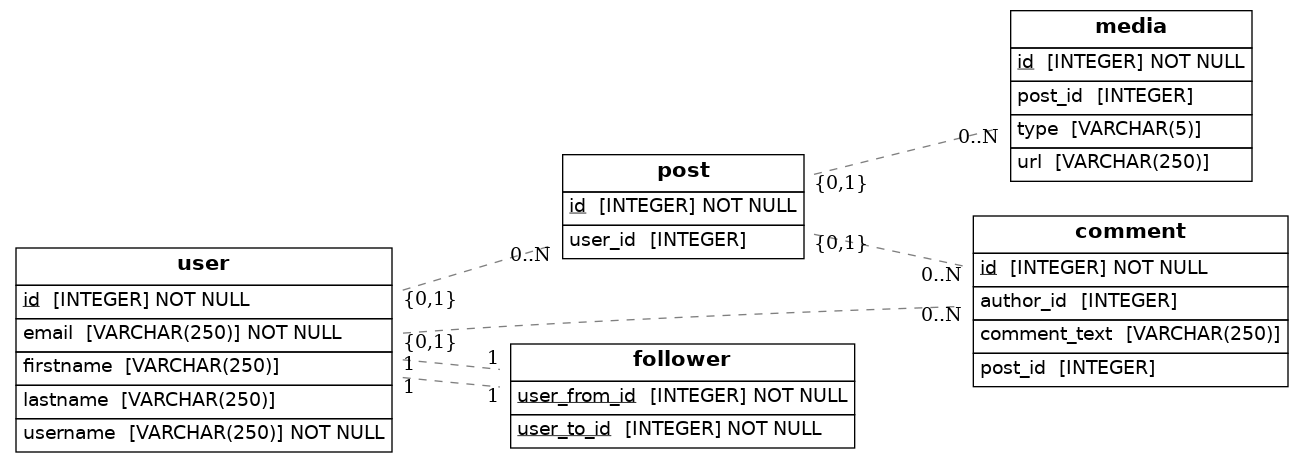 media
id [INTEGER] NOT NULL
post_id [INTEGER]
type [VARCHAR(5)]
url [VARCHAR(250)]
0..N
{0,1}
post
id [INTEGER] NOT NULL
user_id [INTEGER]
{0,1}
0..N
comment
id [INTEGER] NOT NULL
author_id [INTEGER]
comment_text [VARCHAR(250)]
post_id [INTEGER]
0..N
0..N
{0,1}
user
id [INTEGER] NOT NULL
email [VARCHAR(250)] NOT NULL
firstname [VARCHAR(250)]
lastname [VARCHAR(250)]
username [VARCHAR(250)] NOT NULL
{0,1}
1
1
1
1
follower
user_from_id [INTEGER] NOT NULL
user_to_id [INTEGER] NOT NULL